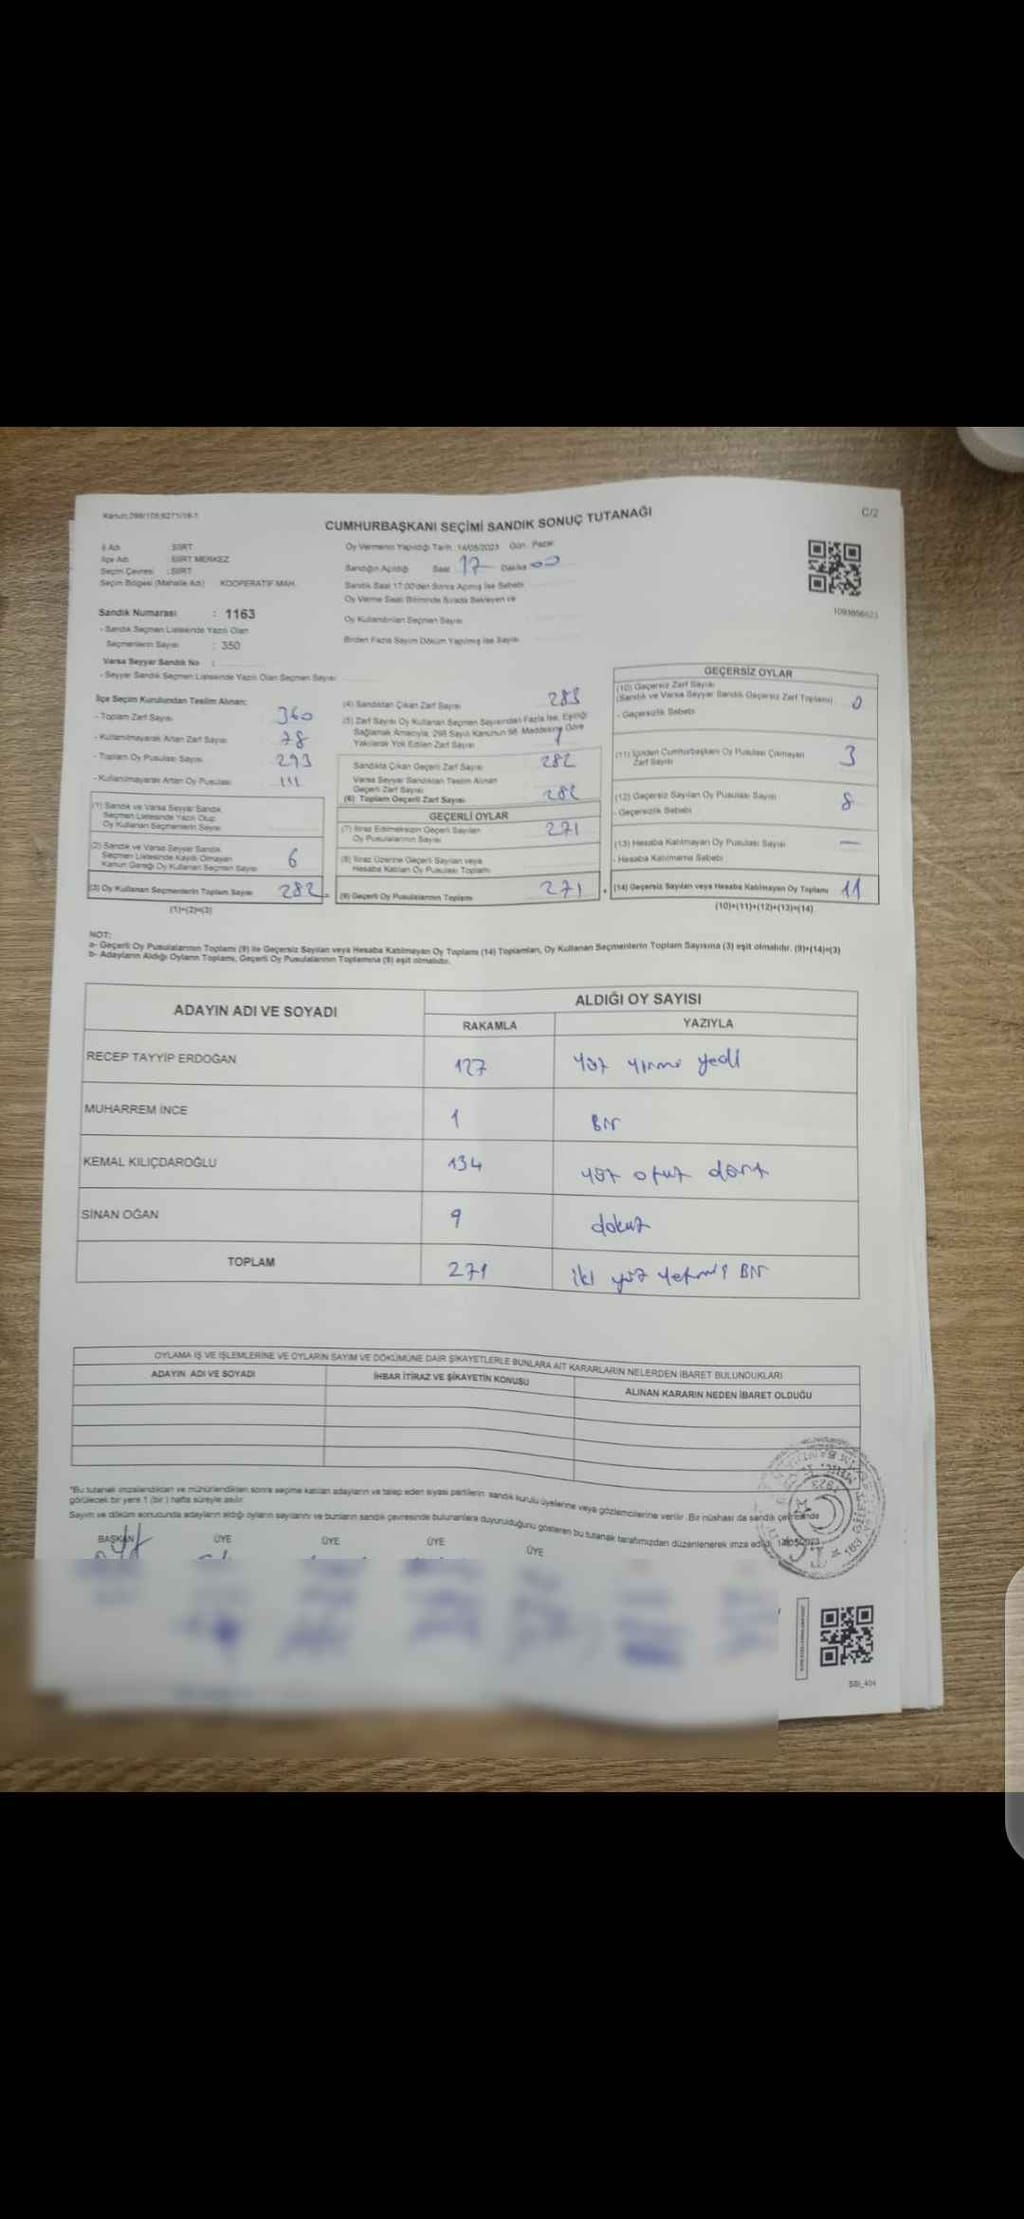 Kanun:298/105,6271/19-1
C/2
CUMHURBAŞKANI SEÇİMİ SANDIK SONUÇ TUTANAĞI
İl Adı : SİİRT
İlçe Adı : SİİRT MERKEZ
Seçim Çevresi : SİİRT
Seçim Bölgesi (Mahalle Adı) : KOOPERATİF MAH.
Sandık Numarası : 1163
- Sandık Seçmen Listesinde Yazılı Olan
Seçmenlerin Sayısı : 350
Varsa Seyyar Sandık No :
- Seyyar Sandık Seçmen Listesinde Yazılı Olan Seçmen Sayısı
Oy Vermenin Yapıldığı Tarih : 14/05/2023 Gün : Pazar
Sandığın Açıldığı Saat 17 Dakika 00
Sandık Saat 17:00'den Sonra Açılmış İse Sebebi
Oy Verme Saati Bitiminde Sırada Bekleyen ve
Oy Kullandırılan Seçmen Sayısı
Birden Fazla Sayım Döküm Yapılmış İse Sayısı
İlçe Seçim Kurulundan Teslim Alınan:
- Toplam Zarf Sayısı 360
- Kullanılmayarak Artan Zarf Sayısı 78
- Toplam Oy Pusulası Sayısı 293
- Kullanılmayarak Artan Oy Pusulası 111
(1) Sandık ve Varsa Seyyar Sandık
Seçmen Listesinde Yazılı Olup
Oy Kullanan Seçmenlerin Sayısı
(2) Sandık ve Varsa Seyyar Sandık
Seçmen Listesinde Kayıtlı Olmayan
Kanun Gereği Oy Kullanan Seçmen Sayısı 6
(3) Oy Kullanan Seçmenlerin Toplam Sayısı 282
(1)+(2)=(3)
(4) Sandıktan Çıkan Zarf Sayısı 283
(5) Zarf Sayısı Oy Kullanan Seçmen Sayısından Fazla İse, Eşitliği
Sağlamak Amacıyla, 298 Sayılı Kanunun 98. Maddesine Göre
Yakılarak Yok Edilen Zarf Sayısı 1
Sandıkta Çıkan Geçerli Zarf Sayısı 282
Varsa Seyyar Sandıktan Teslim Alınan
Geçerli Zarf Sayısı
(6) Toplam Geçerli Zarf Sayısı 282
GEÇERLİ OYLAR
(7) İtiraz Edilmeksizin Geçerli Sayılan
Oy Pusulalarının Sayısı 271
(8) İtiraz Üzerine Geçerli Sayılan veya
Hesaba Katılan Oy Pusulası Toplamı
(9) Geçerli Oy Pusulalarının Toplamı 271
GEÇERSİZ OYLAR
(10) Geçersiz Zarf Sayısı
(Sandık ve Varsa Seyyar Sandık Geçersiz Zarf Toplamı) 0
- Geçersizlik Sebebi
(11) İçinden Cumhurbaşkanı Oy Pusulası Çıkmayan
Zarf Sayısı 3
(12) Geçersiz Sayılan Oy Pusulası Sayısı 8
- Geçersizlik Sebebi
(13) Hesaba Katılmayan Oy Pusulası Sayısı —
- Hesaba Katılmama Sebebi
(14) Geçersiz Sayılan veya Hesaba Katılmayan Oy Toplamı 11
(10)+(11)+(12)+(13)=(14)
NOT:
a- Geçerli Oy Pusulalarının Toplamı (9) ile Geçersiz Sayılan veya Hesaba Katılmayan Oy Toplamı (14) Toplamları, Oy Kullanan Seçmenlerin Toplam Sayısına (3) eşit olmalıdır. (9)+(14)=(3)
b- Adayların Aldığı Oyların Toplamı, Geçerli Oy Pusulalarının Toplamına (9) eşit olmalıdır.
ADAYIN ADI VE SOYADI
ALDIĞI OY SAYISI
RAKAMLA YAZIYLA
RECEP TAYYİP ERDOĞAN 127 yüz yirmi yedi
MUHARREM İNCE 1 Bir
KEMAL KILIÇDAROĞLU 134 yüz otuz dört
SİNAN OĞAN 9 dokuz
TOPLAM 271 iki yüz yetmiş Bir
OYLAMA İŞ VE İŞLEMLERİNE VE OYLARIN SAYIM VE DÖKÜMÜNE DAİR ŞİKAYETLERLE BUNLARA AİT KARARLARIN NELERDEN İBARET BULUNDUKLARI
ADAYIN ADI VE SOYADI
İHBAR İTİRAZ VE ŞİKAYETİN KONUSU
ALINAN KARARIN NEDEN İBARET OLDUĞU
*Bu tutanak imzalandıktan ve mühürlendikten sonra seçime katılan adayların ve talep eden siyasi partilerin sandık kurulu üyelerine veya gözlemcilerine verilir. Bir nüshası da sandık çevresinde
görülecek bir yere 1 (bir) hafta süreyle asılır.
Sayım ve döküm sonucunda adayların aldığı oyların sayılarını ve bunların sandık çevresinde bulunanlara duyurulduğunu gösteren bu tutanak tarafımızdan düzenlenerek imza edildi.
BAŞKAN ÜYE ÜYE ÜYE ÜYE
SBI_404